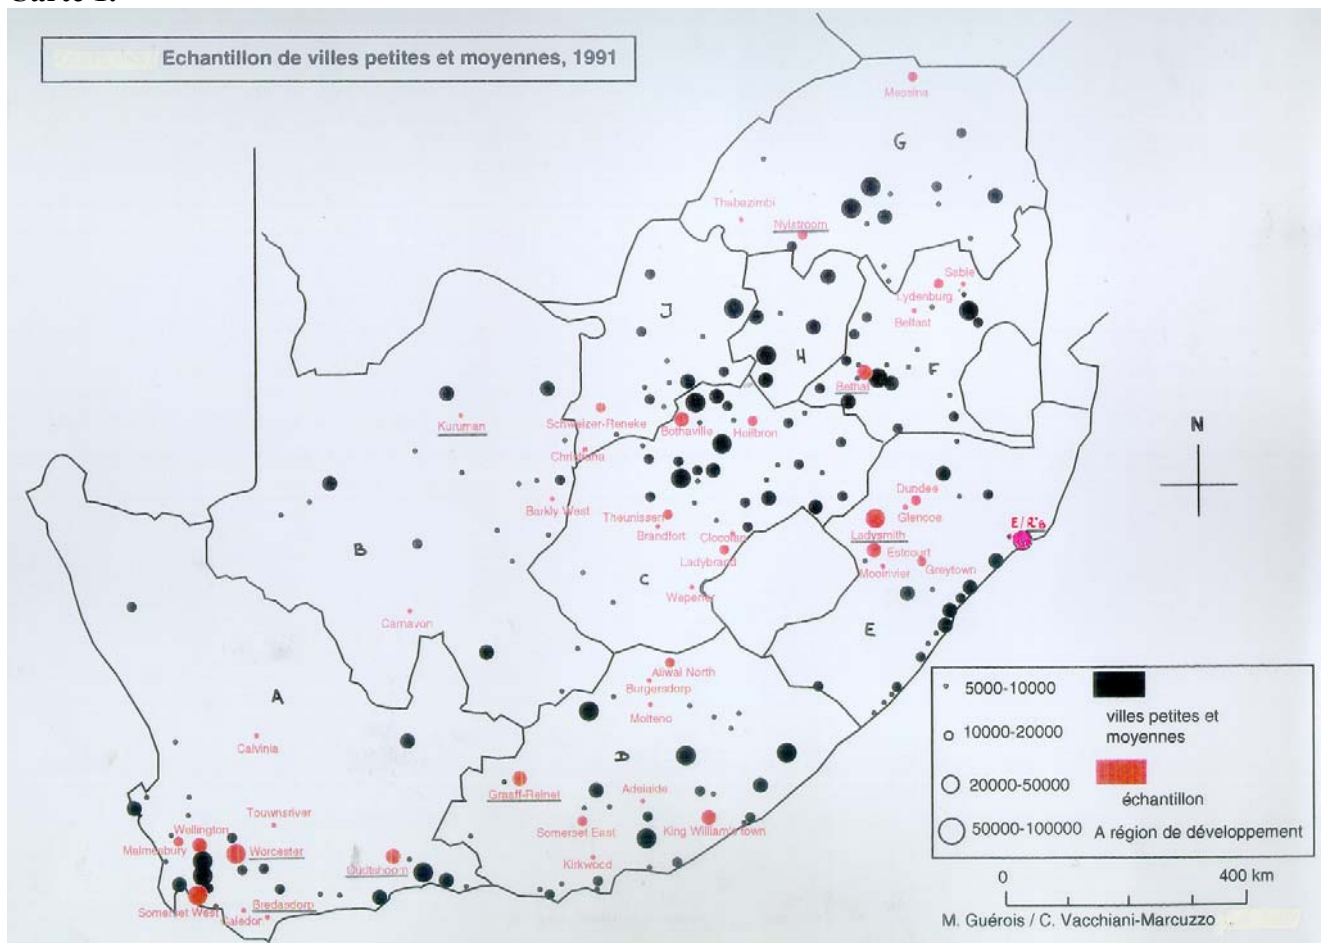 Carte 1.
Echantillon de villes petites et moyennes, 1991
Messina
G
Thabazimbi
Nylstroom
Sabie
Lydenburg
Belfast
J
H
F
Bethal
Kuruman
Schweizer-Reneke
Bothaville
Heilbron
Christiana
N
Barkly West
Theunissen
Brandfort
Clocolan
Ladybrand
Dundee
Glencoe
Ladysmith
E/R'B
Estcourt
Mooirivier
Greytown
B
C
Wepener
Carnavon
E
Aliwal North
Burgersdorp
Molteno
A
Calvinia
D
Graaff-Reinet
Adelaide
Somerset East
King William's town
Kirkwood
Touwnsriver
Wellington
Malmesbury
Worcester
Oudtshoorn
Somerset West
Bredasdorp
Caledor
5000-10000
10000-20000
20000-50000
50000-100000
villes petites et
moyennes
échantillon
A région de développement
0 400 km
M. Guérois / C. Vacchiani-Marcuzzo